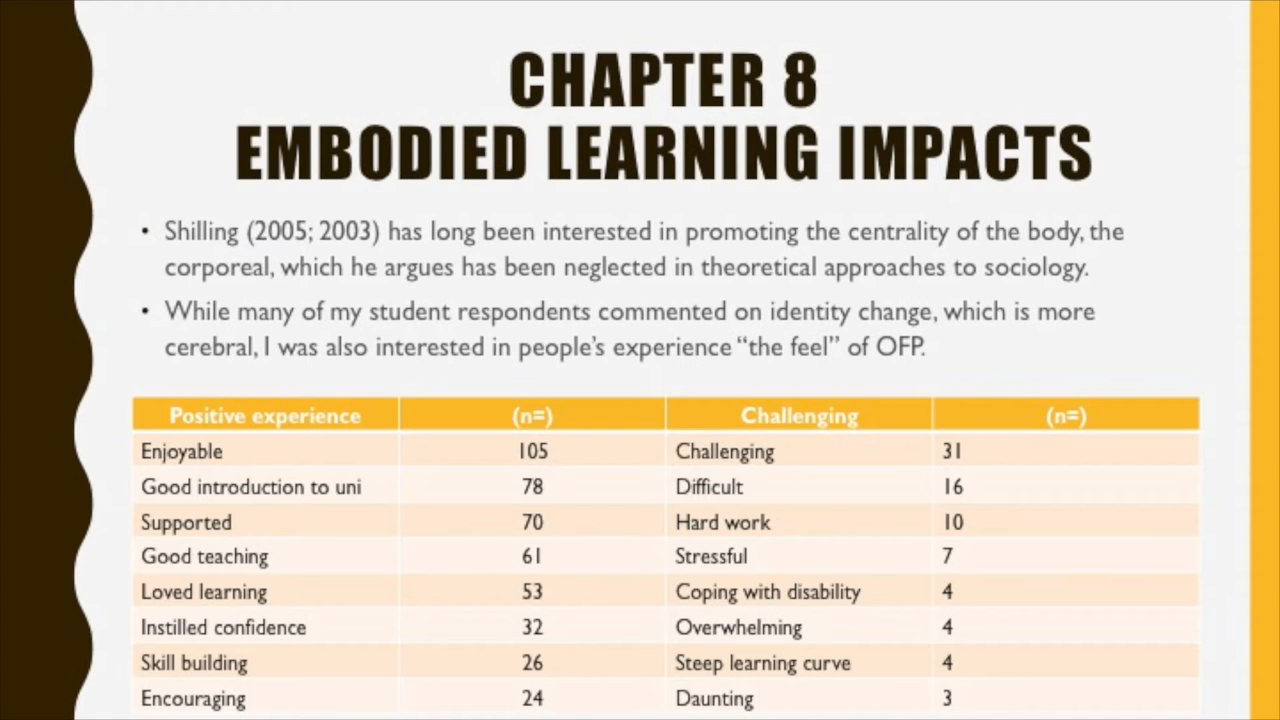 CHAPTER 8
EMBODIED LEARNING IMPACTS
• Shilling (2005; 2003) has long been interested in promoting the centrality of the body, the
corporeal, which he argues has been neglected in theoretical approaches to sociology.
• While many of my student respondents commented on identity change, which is more
cerebral, I was also interested in people's experience “the feel” of OFP.
Positive experience (n=) Challenging (n=)
Enjoyable 105 Challenging 31
Good introduction to uni 78 Difficult 16
Supported 70 Hard work 10
Good teaching 61 Stressful 7
Loved learning 53 Coping with disability 4
Instilled confidence 32 Overwhelming 4
Skill building 26 Steep learning curve 4
Encouraging 24 Daunting 3